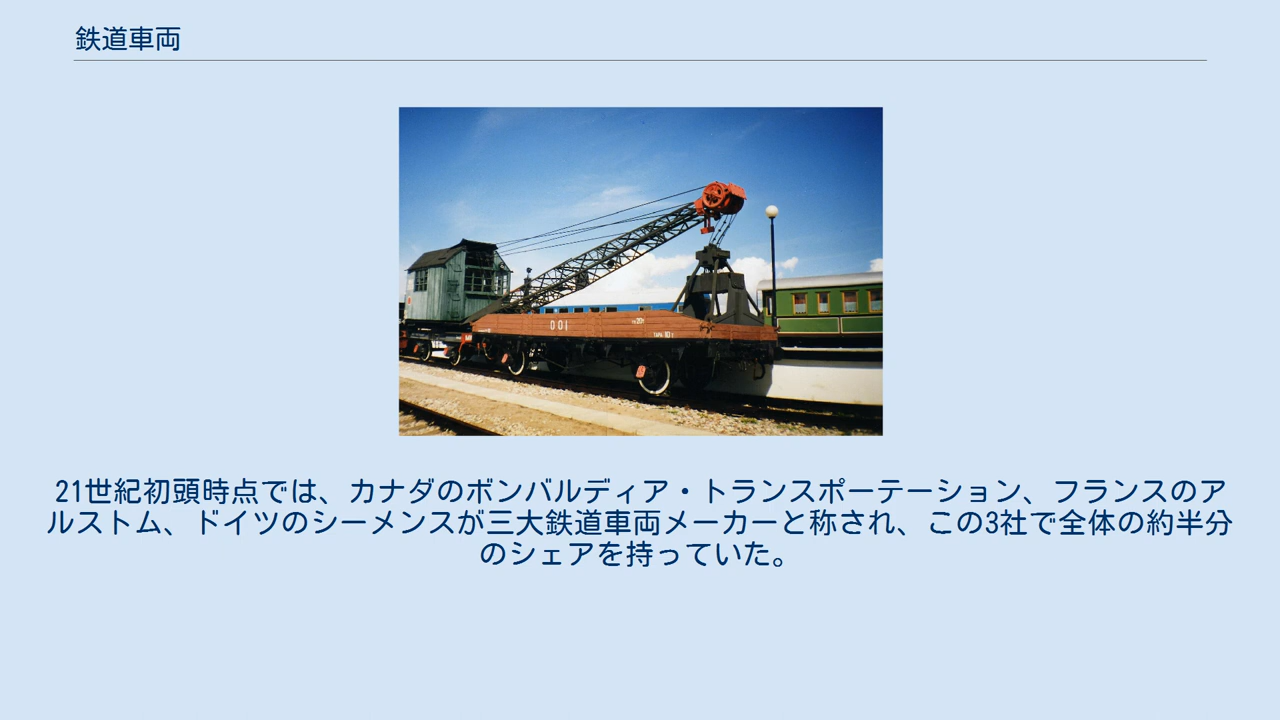 鉄道車両
001
21世紀初頭時点では、カナダのボンバルディア・トランスポーテーション、フランスのア
ルストム、ドイツのシーメンスが三大鉄道車両メーカーと称され、この3社で全体の約半分
のシェアを持っていた。